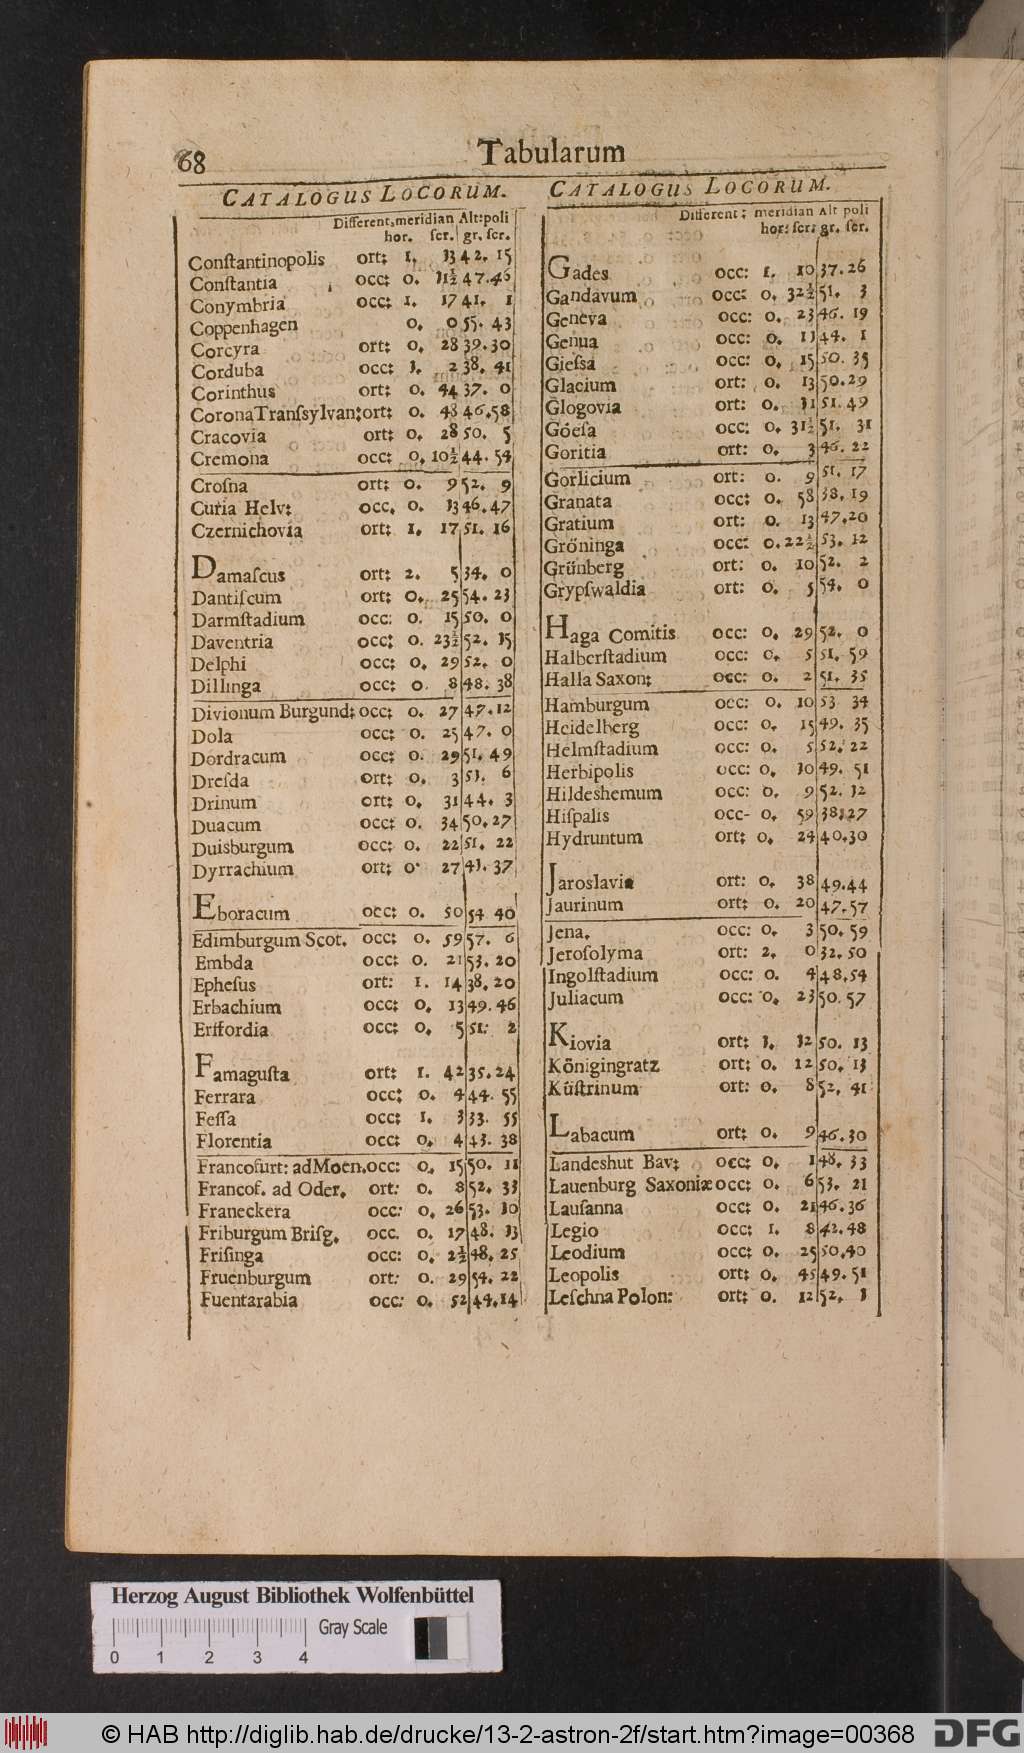 68
Tabularum
CATALOGUS LOCORUM.
Different, meridian Alt: poli
hor. scr. gr. scr.
Conſtantinopolis ort: 1. 13 42. 15
Conſtantia occ: 0. 11½ 47. 46
Conymbria occ: 1. 17 41. 1
Coppenhagen 0. 0 55. 43
Corcyra ort: 0. 28 39. 30
Corduba occ: 1. 2 38. 41
Corinthus ort: 0. 44 37. 0
Corona Tranſsylvan: ort: 0. 48 46. 58
Cracovia ort: 0. 28 50. 5
Cremona occ: 0. 10½ 44. 54
Croſna ort: 0. 9 52. 9
Curia Helv: occ. 0. 13 46. 47
Czernichovia ort: 1. 17 51. 16
Damaſcus ort: 2. 5 34. 0
Dantiſcum ort: 0. 25 54. 23
Darmſtadium occ: 0. 15 50. 0
Daventria occ: 0. 23½ 52. 15
Delphi occ: 0. 29 52. 0
Dillinga occ: 0. 8 48. 38
Divionum Burgund: occ: 0. 27 47. 12
Dola occ: 0. 25 47. 0
Dordracum occ: 0. 29 51. 49
Dreſda ort: 0. 3 51. 6
Drinum ort: 0. 31 44. 3
Duacum occ: 0. 34 50. 27
Duisburgum occ: 0. 22 51. 22
Dyrrachium ort: 0. 27 41. 37
Eboracum occ: 0. 50 54 40
Edimburgum Scot. occ: 0. 59 57. 6
Embda occ: 0. 21 53. 20
Epheſus ort: 1. 14 38. 20
Erbachium occ: 0. 13 49. 46
Erffordia occ: 0. 5 51. 2
Famaguſta ort: 1. 42 35. 24
Ferrara occ: 0. 4 44. 55
Feſſa occ: 1. 3 33. 55
Florentia occ: 0. 4 43. 38
Francofurt: ad Moen. occ: 0. 15 50. 11
Francof. ad Oder. ort: 0. 8 52. 33
Franeckera occ: 0. 26 53. 10
Friburgum Briſg. occ. 0. 17 48. 13
Friſinga occ: 0. 2½ 48. 25
Fruenburgum ort: 0. 29 54. 22
Fuentarabia occ: 0. 52 44. 14
CATALOGUS LOCORUM.
Different: meridian Alt poli
hor: scr: gr. scr.
Gades occ: 1. 10 37. 26
Gandavum occ: 0. 32½ 51. 3
Geneva occ: 0. 23 46. 19
Genua occ: 0. 11 44. 1
Gieſsa occ: 0. 15 50. 35
Glacium ort: 0. 13 50. 29
Glogovia ort: 0. 11 51. 49
Góeſa occ: 0. 31½ 51. 31
Goritia ort: 0. 3 46. 22
Gorlicium ort: 0. 9 51. 17
Granata occ: 0. 58 38. 19
Gratium ort: 0. 13 47. 20
Gröninga occ: 0. 22½ 53. 12
Grünberg ort: 0. 10 52. 2
Grypſwaldia ort: 0. 5 54. 0
Haga Comitis occ: 0. 29 52. 0
Halberſtadium occ: 0. 5 51. 59
Halla Saxon: occ: 0. 2 51. 35
Hamburgum occ: 0. 10 53 34
Heidelberg occ: 0. 15 49. 35
Helmſtadium occ: 0. 5 52. 22
Herbipolis occ: 0. 10 49. 51
Hildeshemum occ: 0. 9 52. 12
Hiſpalis occ- 0. 59 38. 27
Hydruntum ort: 0. 24 40. 30
Jaroslavia ort: 0. 38 49. 44
Jaurinum ort: 0. 20 47. 57
Jena. occ: 0. 3 50. 59
Jeroſolyma ort: 2. 0 32. 50
Ingolſtadium occ: 0. 4 48. 54
Juliacum occ: 0. 23 50. 57
Kiovia ort: 1. 12 50. 13
Königingratz ort: 0. 12 50. 13
Küſtrinum ort: 0. 8 52. 41
Labacum ort: 0. 9 46. 30
Landeshut Bav: occ: 0. 1 48. 33
Lauenburg Saxoniæ occ: 0. 6 53. 21
Lauſanna occ: 0. 21 46. 36
Legio occ: 1. 8 42. 48
Leodium occ: 0. 25 50. 40
Leopolis ort: 0. 45 49. 51
Leſchna Polon: ort: 0. 12 52. 1
Herzog August Bibliothek Wolfenbüttel
Gray Scale
0 1 2 3 4
© HAB http://diglib.hab.de/drucke/13-2-astron-2f/start.htm?image=00368
DFG